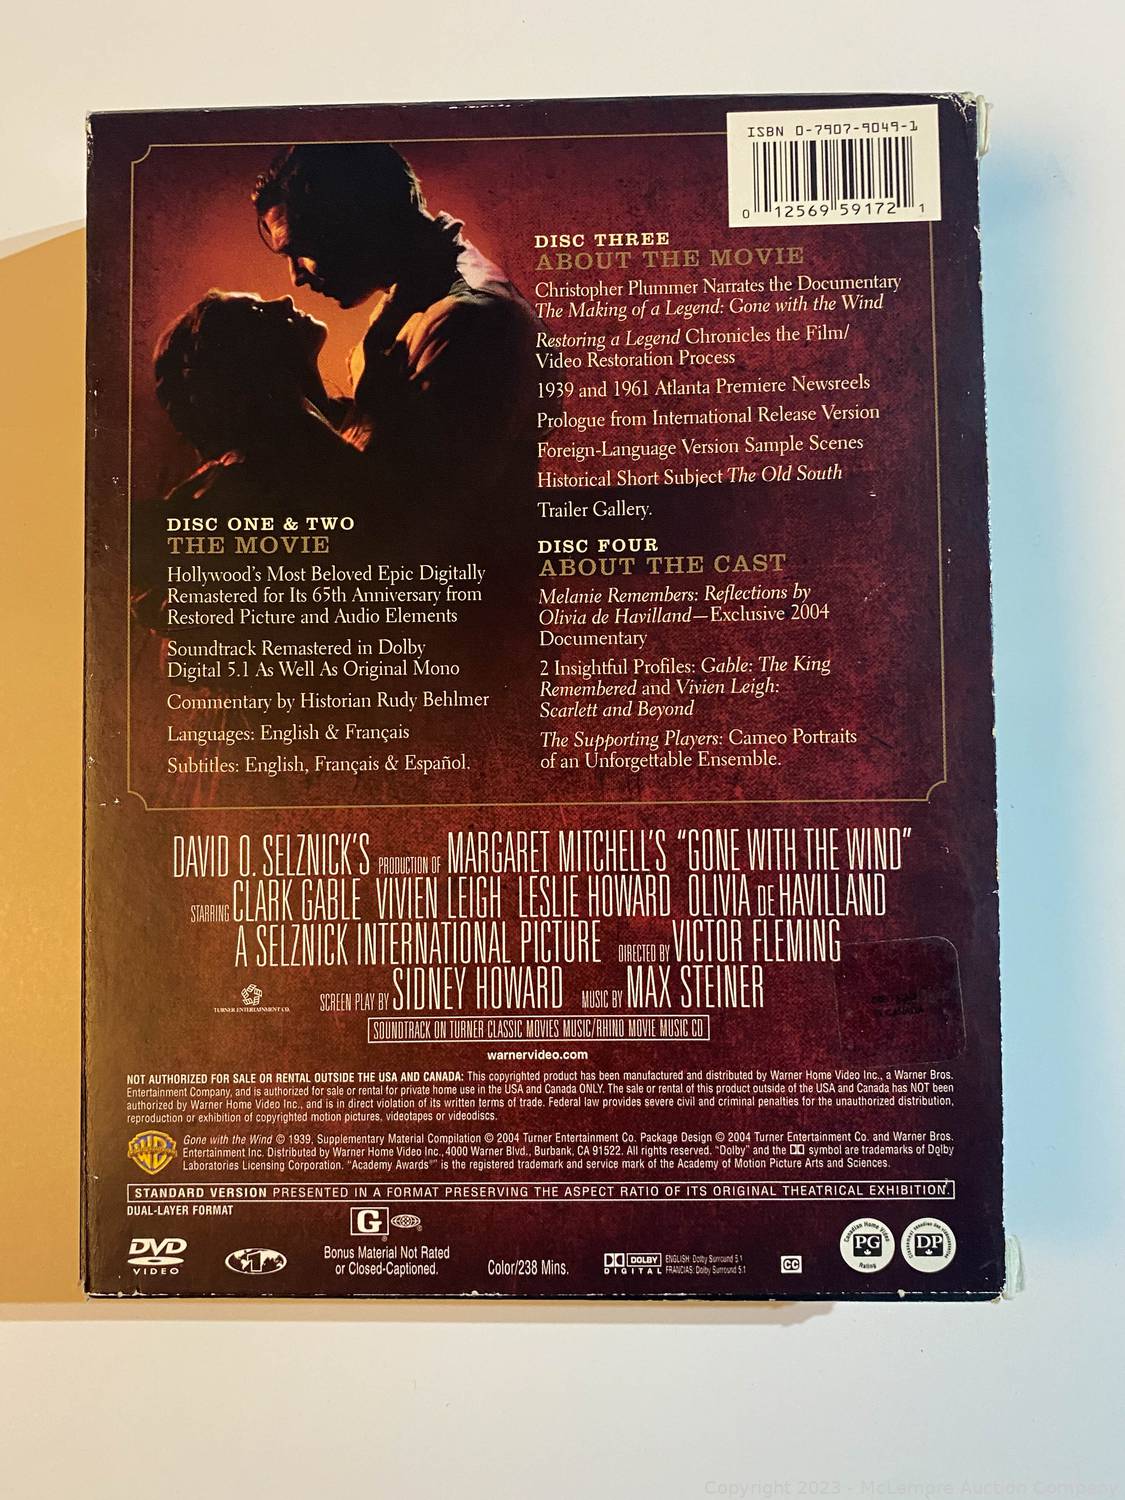 ISBN 0-7907-9049-1
0 12569 59172 1
DISC THREE
ABOUT THE MOVIE
Christopher Plummer Narrates the Documentary
The Making of a Legend: Gone with the Wind
Restoring a Legend Chronicles the Film/
Video Restoration Process
1939 and 1961 Atlanta Premiere Newsreels
Prologue from International Release Version
Foreign-Language Version Sample Scenes
Historical Short Subject The Old South
Trailer Gallery.
DISC ONE & TWO
THE MOVIE
Hollywood's Most Beloved Epic Digitally
Remastered for Its 65th Anniversary from
Restored Picture and Audio Elements
Soundtrack Remastered in Dolby
Digital 5.1 As Well As Original Mono
Commentary by Historian Rudy Behlmer
Languages: English & Français
Subtitles: English, Français & Español.
DISC FOUR
ABOUT THE CAST
Melanie Remembers: Reflections by
Olivia de Havilland—Exclusive 2004
Documentary
2 Insightful Profiles: Gable: The King
Remembered and Vivien Leigh:
Scarlett and Beyond
The Supporting Players: Cameo Portraits
of an Unforgettable Ensemble.
DAVID O. SELZNICK'S PRODUCTION OF MARGARET MITCHELL'S "GONE WITH THE WIND"
STARRING CLARK GABLE VIVIEN LEIGH LESLIE HOWARD OLIVIA DE HAVILLAND
A SELZNICK INTERNATIONAL PICTURE DIRECTED BY VICTOR FLEMING
SCREEN PLAY BY SIDNEY HOWARD MUSIC BY MAX STEINER
TURNER ENTERTAINMENT CO.
SOUNDTRACK ON TURNER CLASSIC MOVIES MUSIC/RHINO MOVIE MUSIC CD
warnervideo.com
NOT AUTHORIZED FOR SALE OR RENTAL OUTSIDE THE USA AND CANADA: This copyrighted product has been manufactured and distributed by Warner Home Video Inc., a Warner Bros.
Entertainment Company, and is authorized for sale or rental for private home use in the USA and Canada ONLY. The sale or rental of this product outside of the USA and Canada has NOT been
authorized by Warner Home Video Inc., and is in direct violation of its written terms of trade. Federal law provides severe civil and criminal penalties for the unauthorized distribution,
reproduction or exhibition of copyrighted motion pictures, videotapes or videodiscs.
Gone with the Wind © 1939, Supplementary Material Compilation © 2004 Turner Entertainment Co. Package Design © 2004 Turner Entertainment Co. and Warner Bros.
Entertainment Inc. Distributed by Warner Home Video Inc., 4000 Warner Blvd., Burbank, CA 91522. All rights reserved. "Dolby" and the DD symbol are trademarks of Dolby
Laboratories Licensing Corporation. "Academy Awards®" is the registered trademark and service mark of the Academy of Motion Picture Arts and Sciences.
STANDARD VERSION PRESENTED IN A FORMAT PRESERVING THE ASPECT RATIO OF ITS ORIGINAL THEATRICAL EXHIBITION.
DUAL-LAYER FORMAT
DVD
VIDEO
G
Bonus Material Not Rated
or Closed-Captioned.
Color/238 Mins.
DOLBY
DIGITAL
ENGLISH: Dolby Surround 5.1
FRANCAIS: Dolby Surround 5.1
CC
Canadian Home Video
PG
Rating
DP
Copyright 2023 - McLemore Auction Company